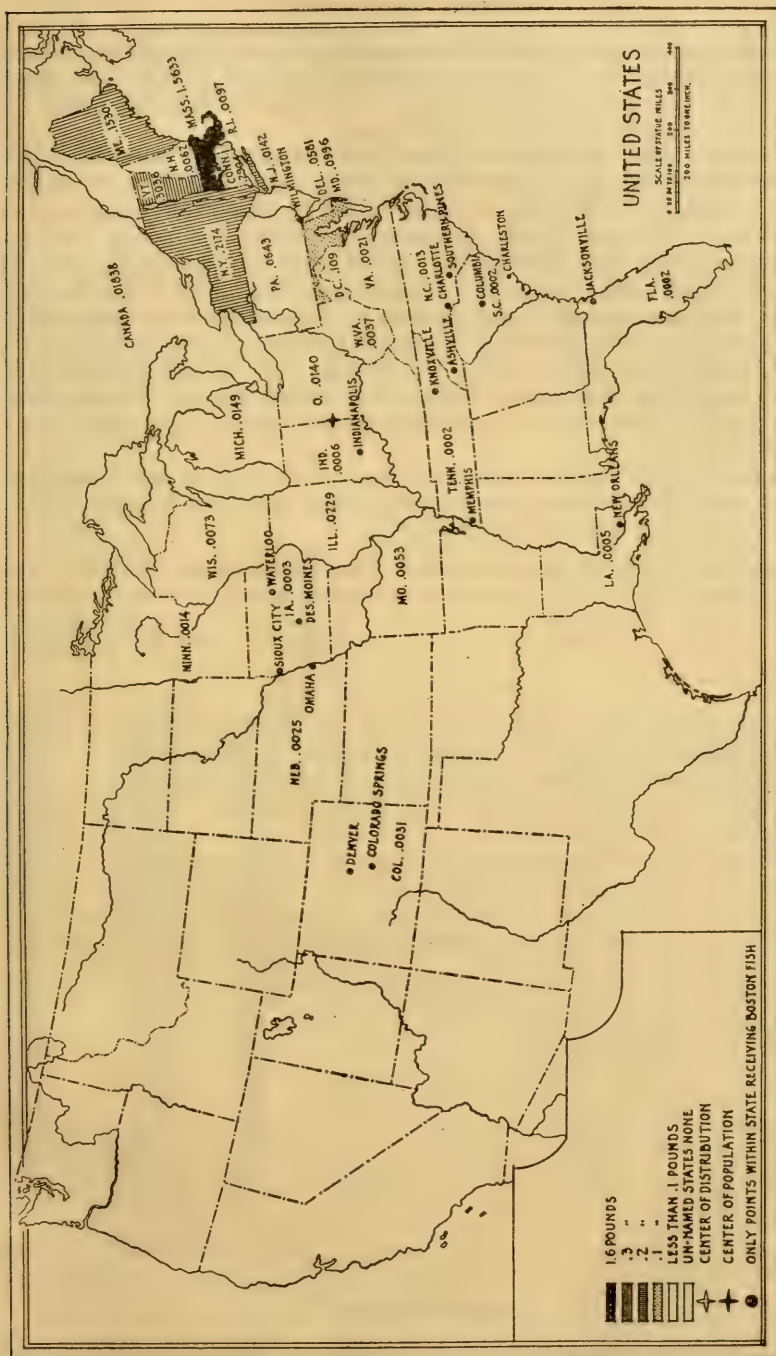 UNITED STATES
SCALE OF STATUE MILES
200 MILES TO ONE INCH.
CANADA .01838
ME. .1530
VT. .3036
N.H. .0062
MASS. 1.5633
R.I. .0097
CONN.
N.Y. .2174
N.J. .0142
WILMINGTON
DEL. .0581
MD. .0996
D.C. .109
PA. .0643
VA. .0021
W.VA. .0037
O. .0140
MICH. .0149
IND. .0006
INDIANAPOLIS
ILL. .0229
WIS. .0073
MINN. .0014
WATERLOO
SIOUX CITY
IA. .0003
DES. MOINES
OMAHA
NEB. .0025
MO. .0053
DENVER
COLORADO SPRINGS
COL. .0031
N.C. .0013
CHARLOTTE
SOUTHERN PINES
KNOXVILLE
ASHVILLE
COLUMBIA
S.C. .0002
CHARLESTON
TENN. .0002
MEMPHIS
JACKSONVILLE
FLA. .0002
LA. .0005
NEW ORLEANS
1.6 POUNDS
.3 "
.2 "
.1 "
LESS THAN .1 POUNDS
UN-NAMED STATES NONE
CENTER OF DISTRIBUTION
CENTER OF POPULATION
ONLY POINTS WITHIN STATE RECEIVING BOSTON FISH